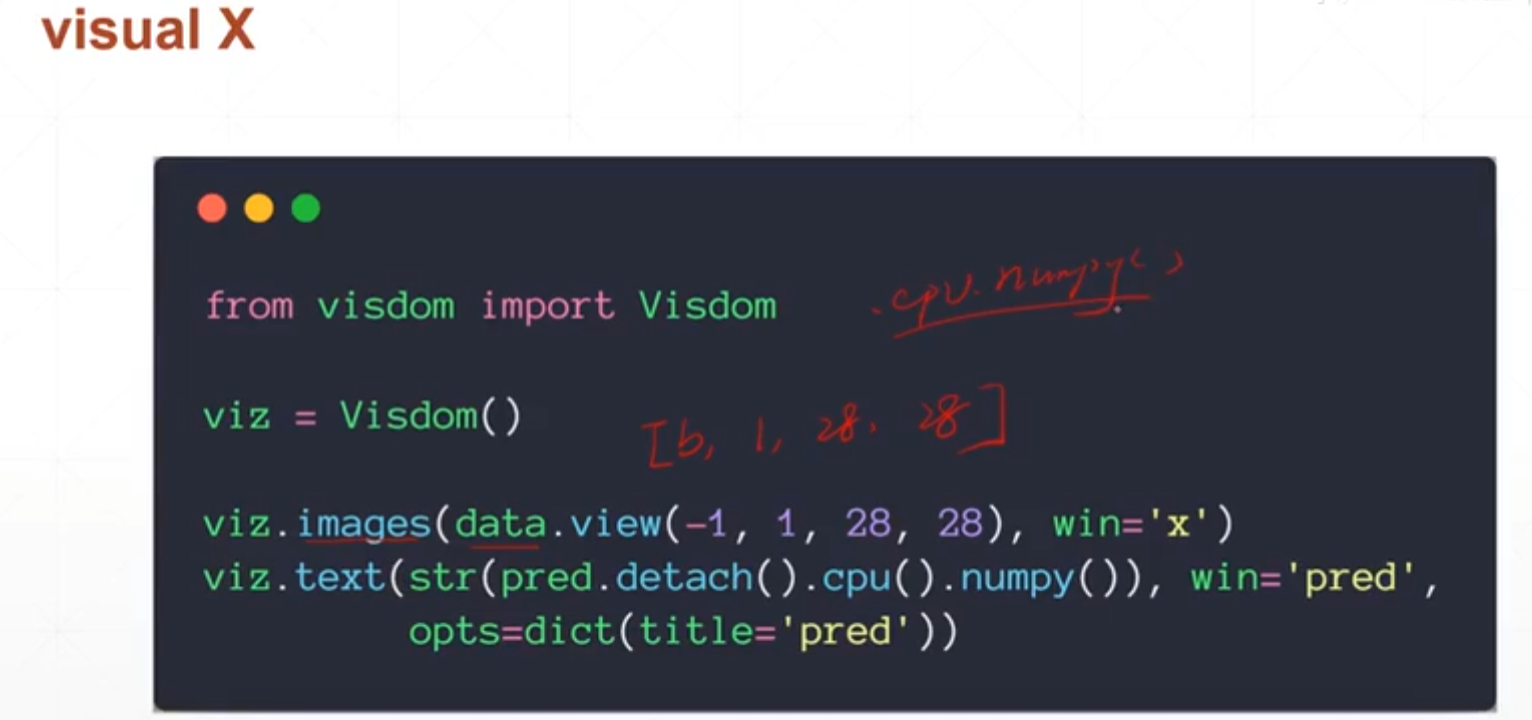 visual X
.cpu.numpy()
from visdom import Visdom
viz = Visdom()
[b, 1, 28, 28]
viz.images(data.view(-1, 1, 28, 28), win='x')
viz.text(str(pred.detach().cpu().numpy()), win='pred',
opts=dict(title='pred'))